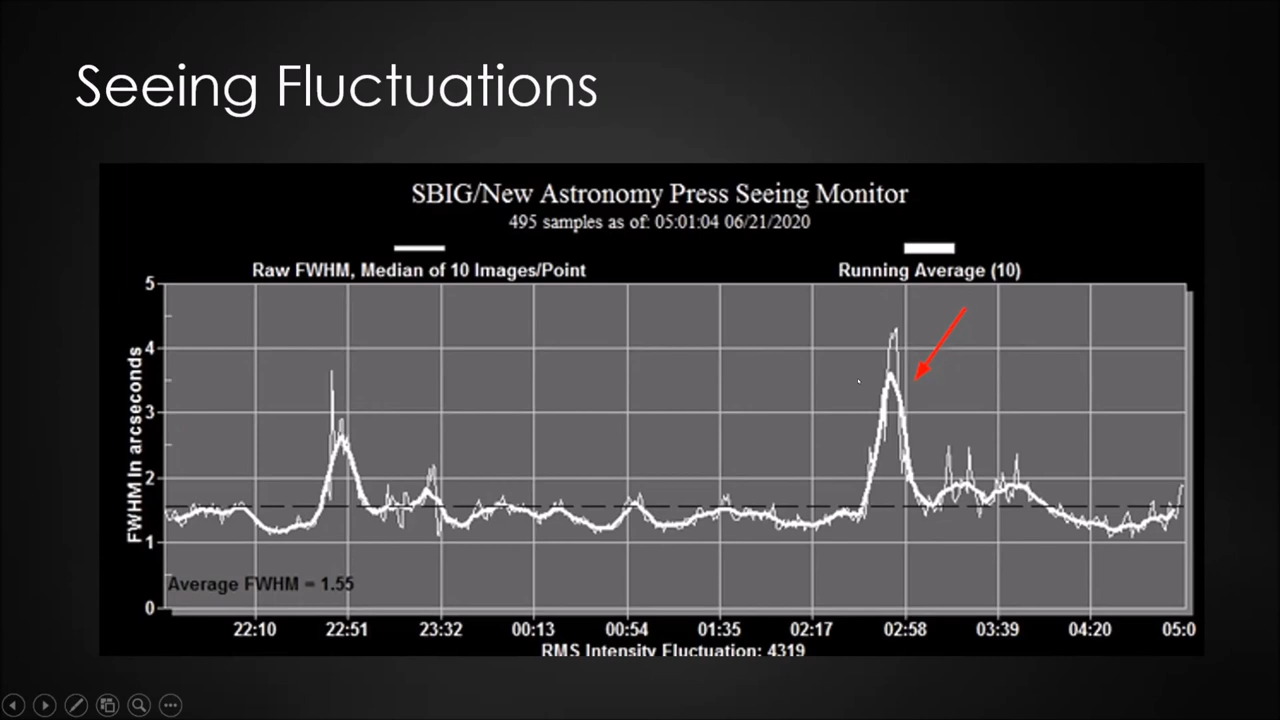 Seeing Fluctuations
SBIG/New Astronomy Press Seeing Monitor
495 samples as of: 05:01:04 06/21/2020
Raw FWHM, Median of 10 Images/Point
Running Average (10)
FWHM In arcseconds
5
4
3
2
1
0
Average FWHM = 1.55
22:10 22:51 23:32 00:13 00:54 01:35 02:17 02:58 03:39 04:20 05:0
RMS Intensity Fluctuation: 4319